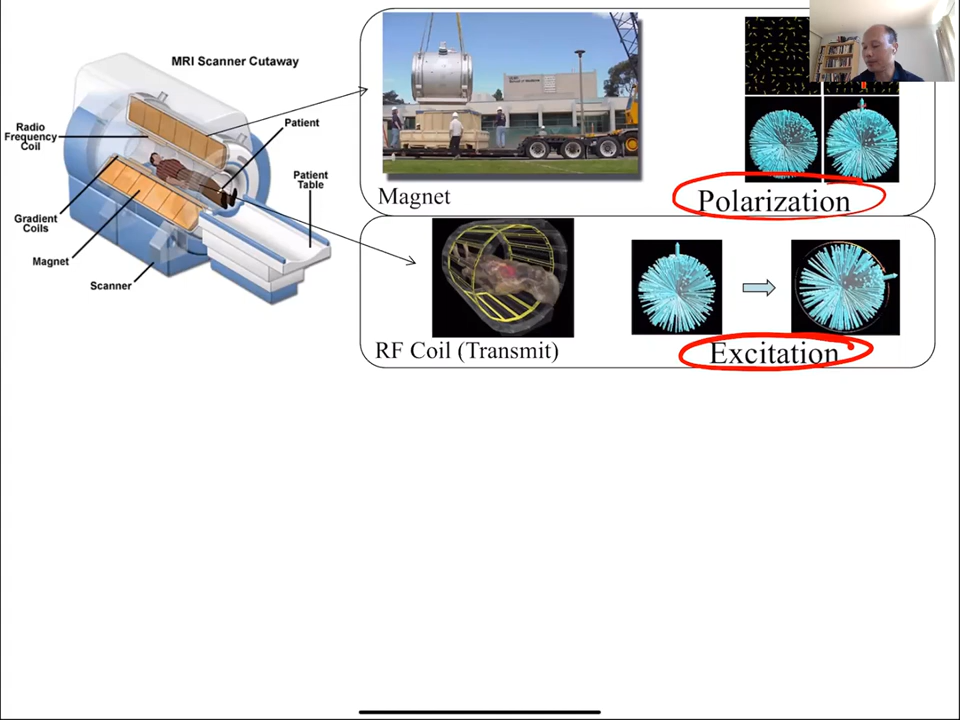 MRI Scanner Cutaway
Radio
Frequency
Coil
Patient
Patient
Table
Gradient
Coils
Magnet
Scanner
Magnet
Polarization
RF Coil (Transmit)
Excitation